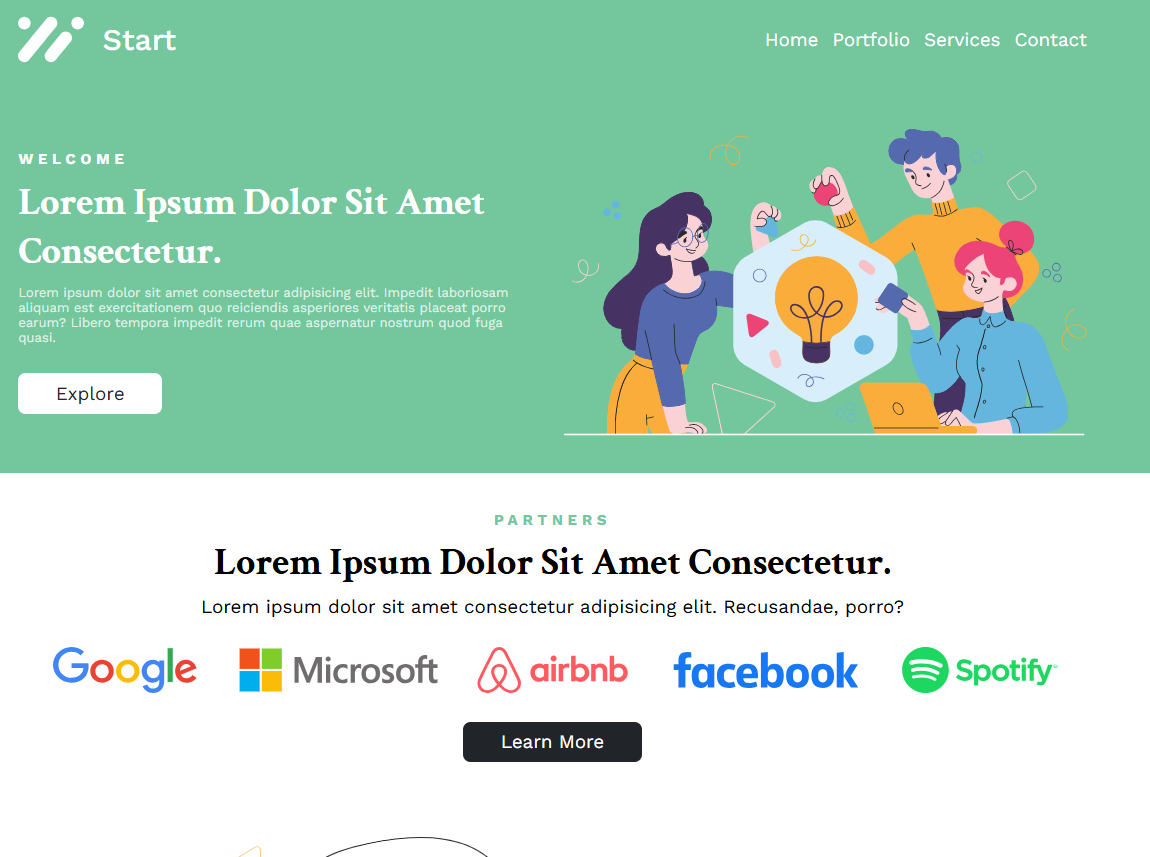 Start
Home Portfolio Services Contact
WELCOME
Lorem Ipsum Dolor Sit Amet
Consectetur.
Lorem ipsum dolor sit amet consectetur adipisicing elit. Impedit laboriosam
aliquam est exercitationem quo reiciendis asperiores veritatis placeat porro
earum? Libero tempora impedit rerum quae aspernatur nostrum quod fuga
quasi.
Explore
PARTNERS
Lorem Ipsum Dolor Sit Amet Consectetur.
Lorem ipsum dolor sit amet consectetur adipisicing elit. Recusandae, porro?
Google Microsoft airbnb facebook Spotify
Learn More